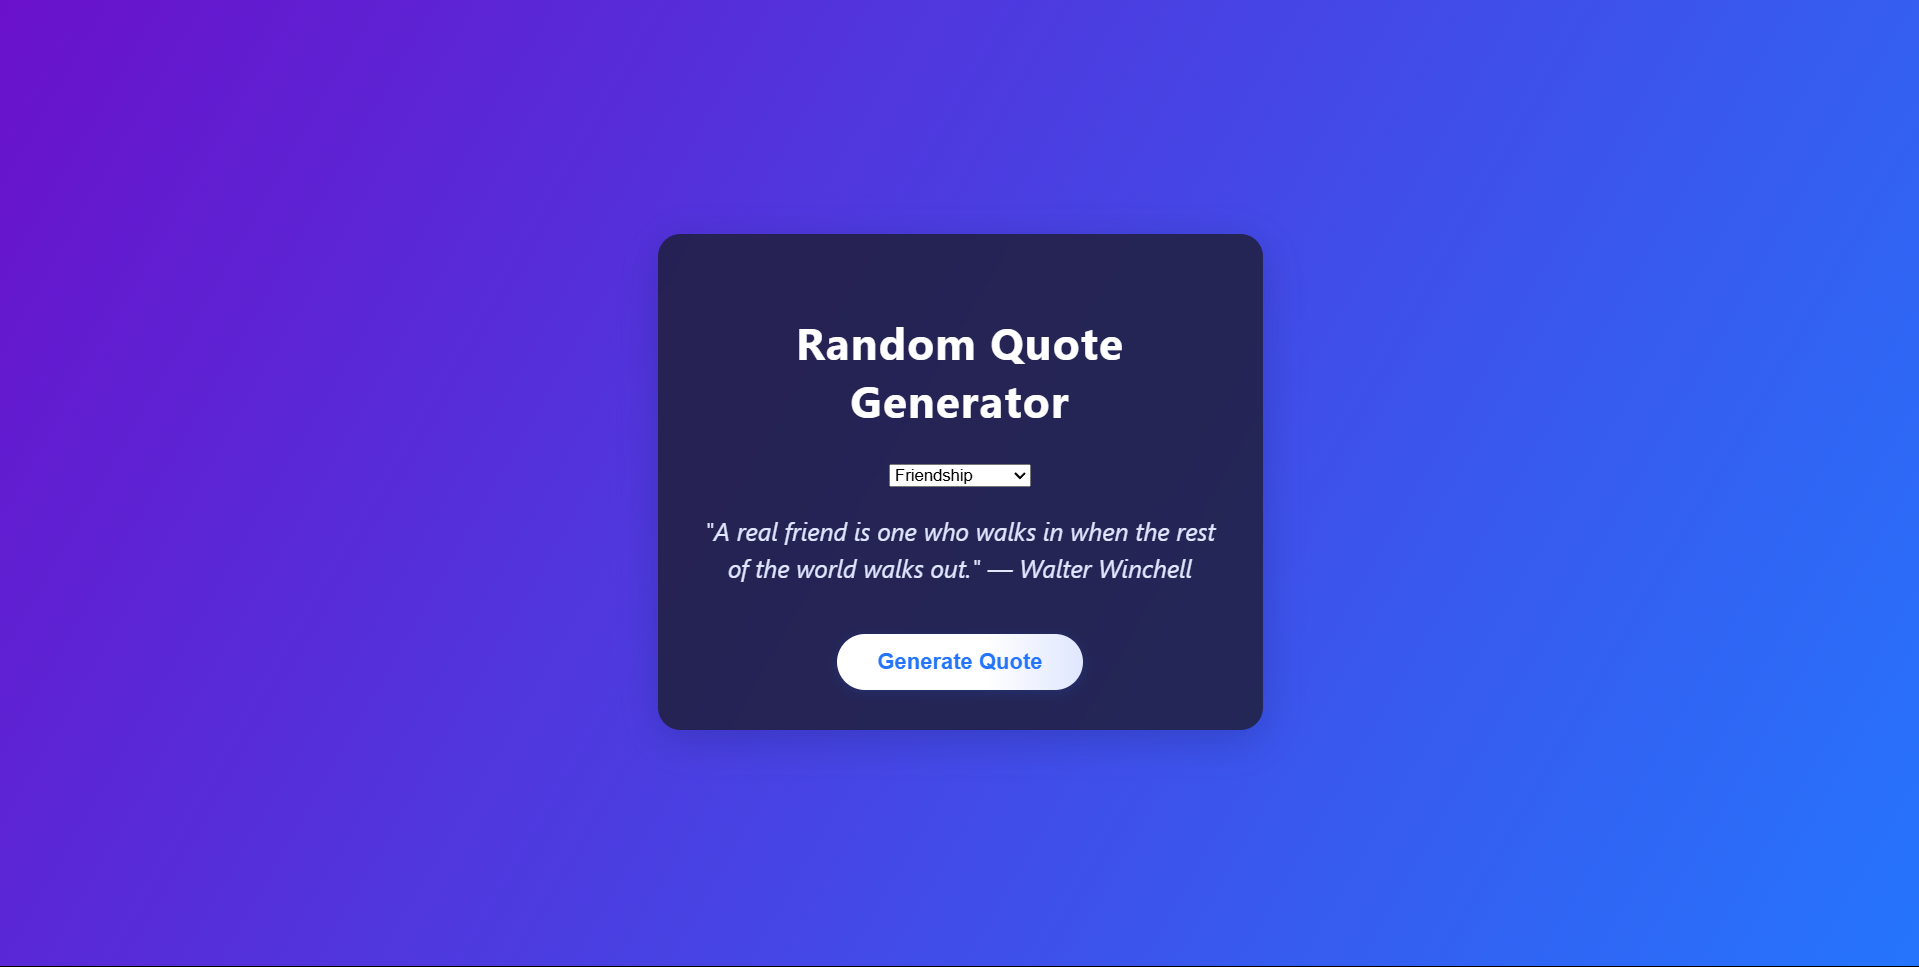 Random Quote
Generator
Friendship
"A real friend is one who walks in when the rest
of the world walks out." — Walter Winchell
Generate Quote